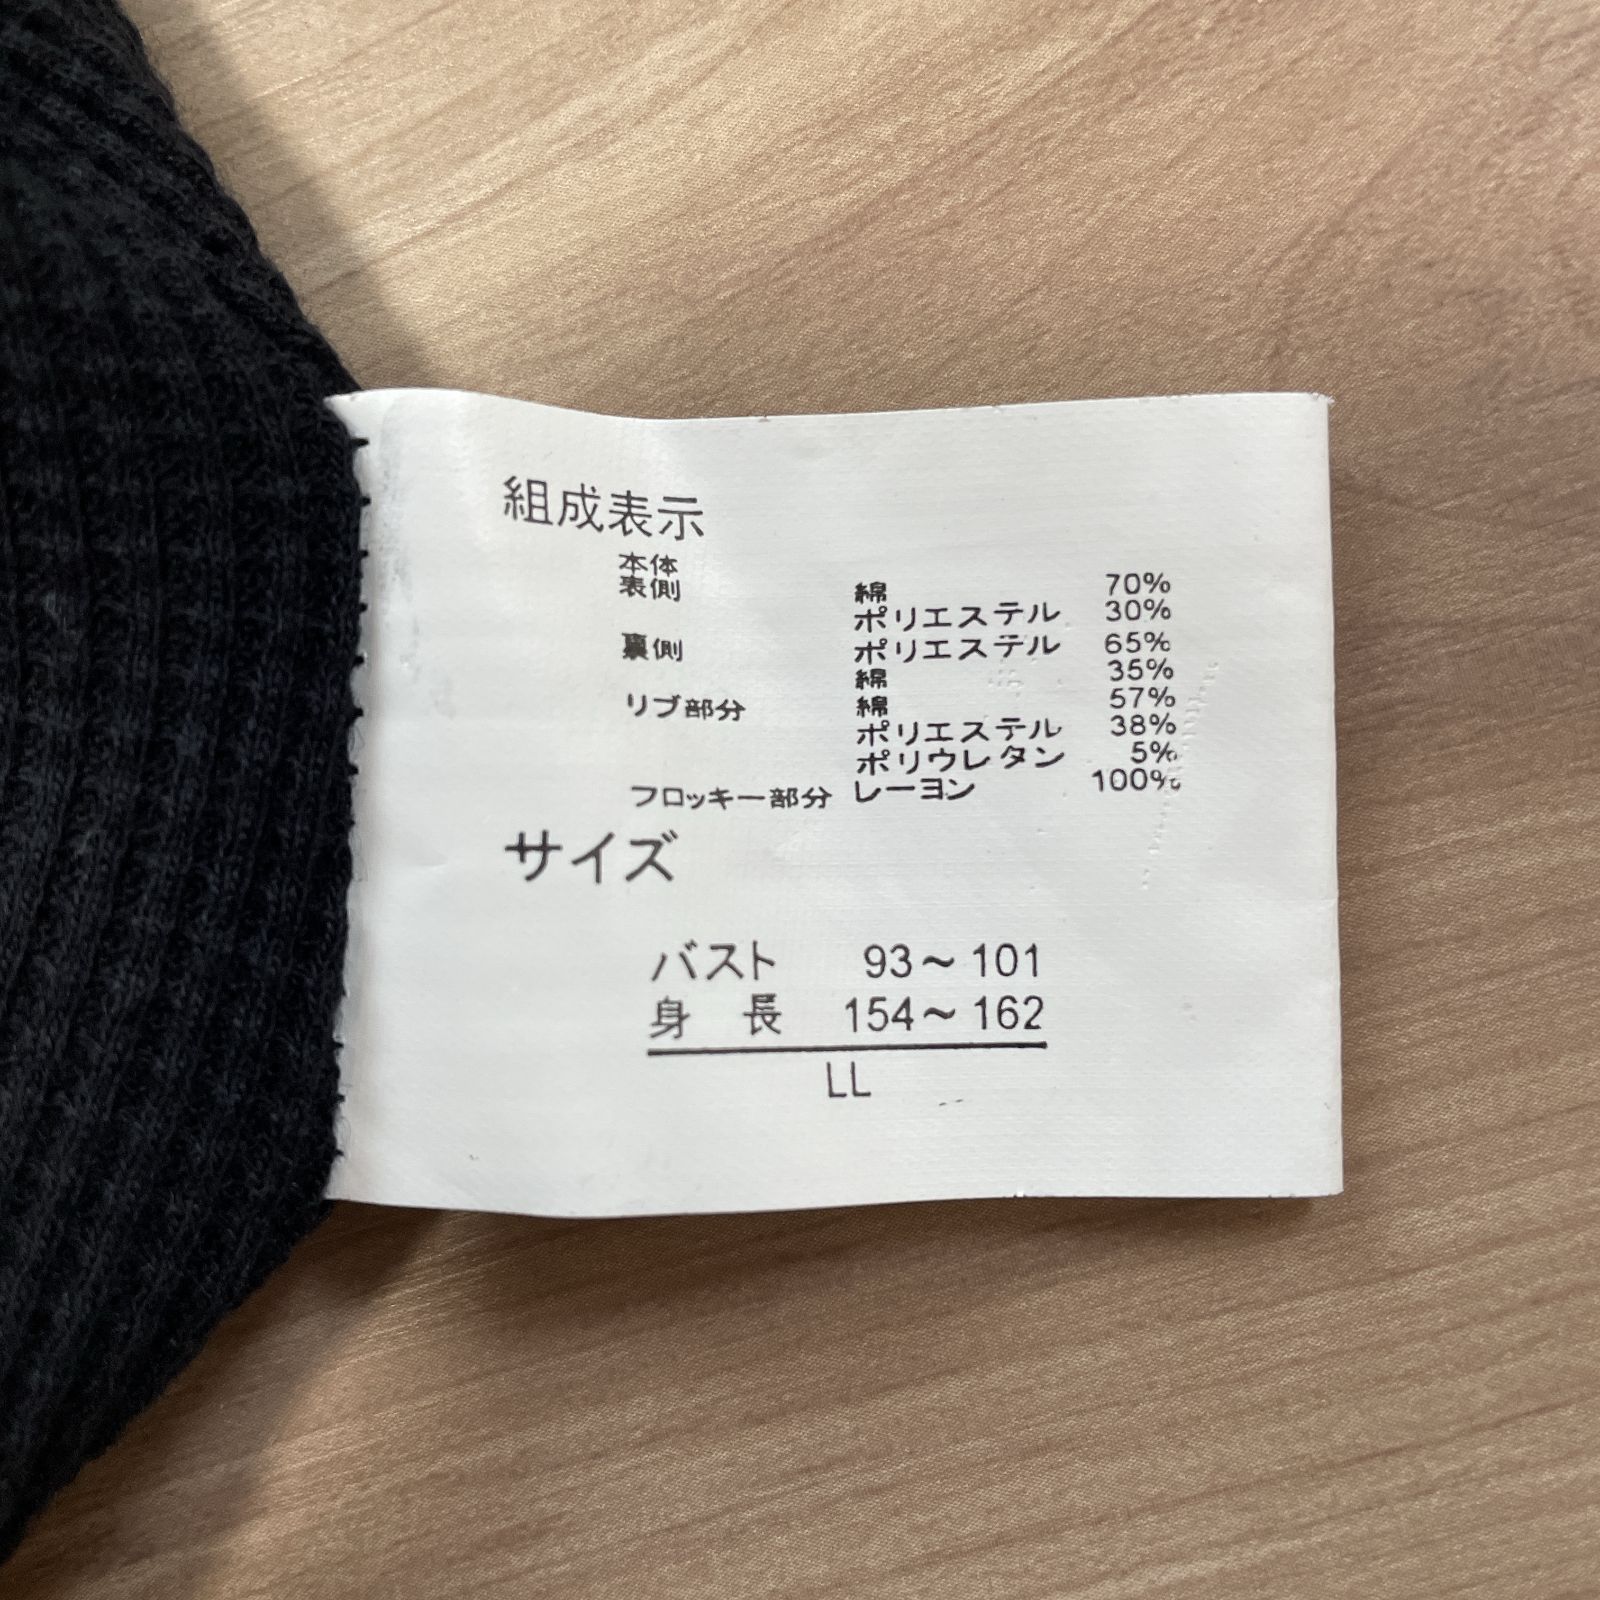 組成表示
本体
表側 綿 70%
ポリエステル 30%
裏側 ポリエステル 65%
綿 35%
リブ部分 綿 57%
ポリエステル 38%
ポリウレタン 5%
フロッキー部分 レーヨン 100%
サイズ
バスト 93～101
身 長 154～162
LL